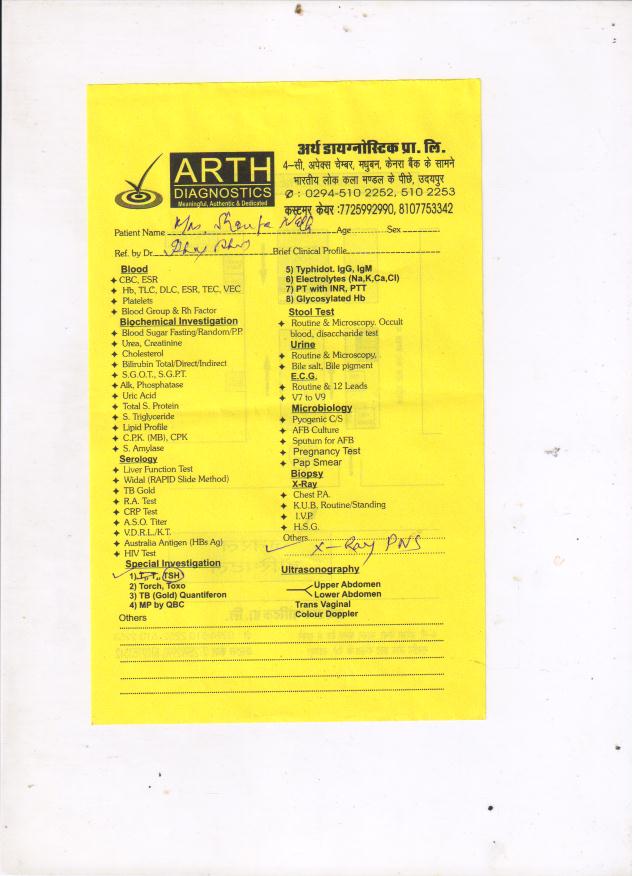 ARTH
DIAGNOSTICS
Meaningful, Authentic & Dedicated
अर्थ डायग्नोस्टिक प्रा. लि.
4-सी, अपेक्स चेम्बर, मधुबन, केनरा बैंक के सामने
भारतीय लोक कला मण्डल के पीछे, उदयपुर
✆ : 0294-510 2252, 510 2253
कस्टमर केयर :7725992990, 8107753342
Patient Name Mrs. Age Sex
Ref. by Dr. Brief Clinical Profile
Blood
CBC, ESR
Hb, TLC, DLC, ESR, TEC, VEC
Platelets
Blood Group & Rh Factor
Biochemical Investigation
Blood Sugar Fasting/Random/P.P.
Urea, Creatinine
Cholesterol
Bilirubin Total/Direct/Indirect
S.G.O.T., S.G.P.T.
Alk, Phosphatase
Uric Acid
Total S. Protein
S. Triglyceride
Lipid Profile
C.P.K. (MB), CPK
S. Amylase
Serology
Liver Function Test
Widal (RAPID Slide Method)
TB Gold
R.A. Test
CRP Test
A.S.O. Titer
V.D.R.L./K.T.
Australia Antigen (HBs Ag)
HIV Test
Special Investigation
1) T₃, T₄, TSH
2) Torch, Toxo
3) TB (Gold) Quantiferon
4) MP by QBC
Others
5) Typhidot. IgG, IgM
6) Electrolytes (Na,K,Ca,Cl)
7) PT with INR, PTT
8) Glycosylated Hb
Stool Test
Routine & Microscopy. Occult
blood, disaccharide test
Urine
Routine & Microscopy,
Bile salt, Bile pigment
E.C.G.
Routine & 12 Leads
V7 to V9
Microbiology
Pyogenic C/S
AFB Culture
Sputum for AFB
Pregnancy Test
Pap Smear
Biopsy
X-Ray
Chest P.A.
K.U.B. Routine/Standing
I.V.P.
H.S.G.
Others
X-Ray PNS
Ultrasonography
Upper Abdomen
Lower Abdomen
Trans Vaginal
Colour Doppler